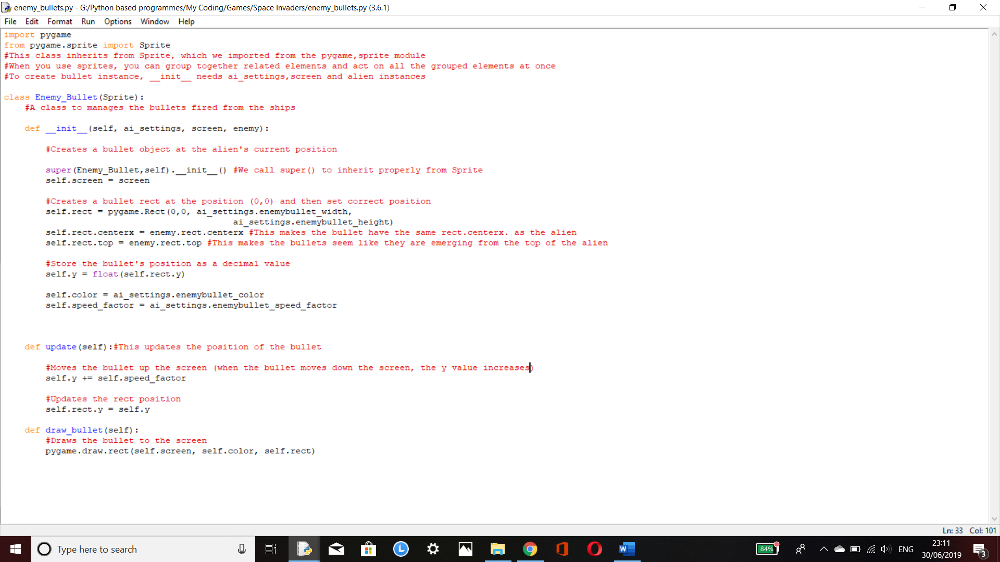 enemy_bullets.py - G:/Python based programmes/My Coding/Games/Space Invaders/enemy_bullets.py (3.6.1)
File Edit Format Run Options Window Help
import pygame
from pygame.sprite import Sprite
#This class inherits from Sprite, which we imported from the pygame,sprite module
#When you use sprites, you can group together related elements and act on all the grouped elements at once
#To create bullet instance, __init__ needs ai_settings,screen and alien instances
class Enemy_Bullet(Sprite):
    #A class to manages the bullets fired from the ships
    def __init__(self, ai_settings, screen, enemy):
        #Creates a bullet object at the alien's current position
        super(Enemy_Bullet,self).__init__() #We call super() to inherit properly from Sprite
        self.screen = screen
        #Creates a bullet rect at the position (0,0) and then set correct position
        self.rect = pygame.Rect(0,0, ai_settings.enemybullet_width,
                                            ai_settings.enemybullet_height)
        self.rect.centerx = enemy.rect.centerx #This makes the bullet have the same rect.centerx. as the alien
        self.rect.top = enemy.rect.top #This makes the bullets seem like they are emerging from the top of the alien
        #Store the bullet's position as a decimal value
        self.y = float(self.rect.y)
        self.color = ai_settings.enemybullet_color
        self.speed_factor = ai_settings.enemybullet_speed_factor
    def update(self):#This updates the position of the bullet
        #Moves the bullet up the screen (when the bullet moves down the screen, the y value increases)
        self.y += self.speed_factor
        #Updates the rect position
        self.rect.y = self.y
    def draw_bullet(self):
        #Draws the bullet to the screen
        pygame.draw.rect(self.screen, self.color, self.rect)
Ln: 33 Col: 101
Type here to search
84%
ENG
23:11
30/06/2019
3